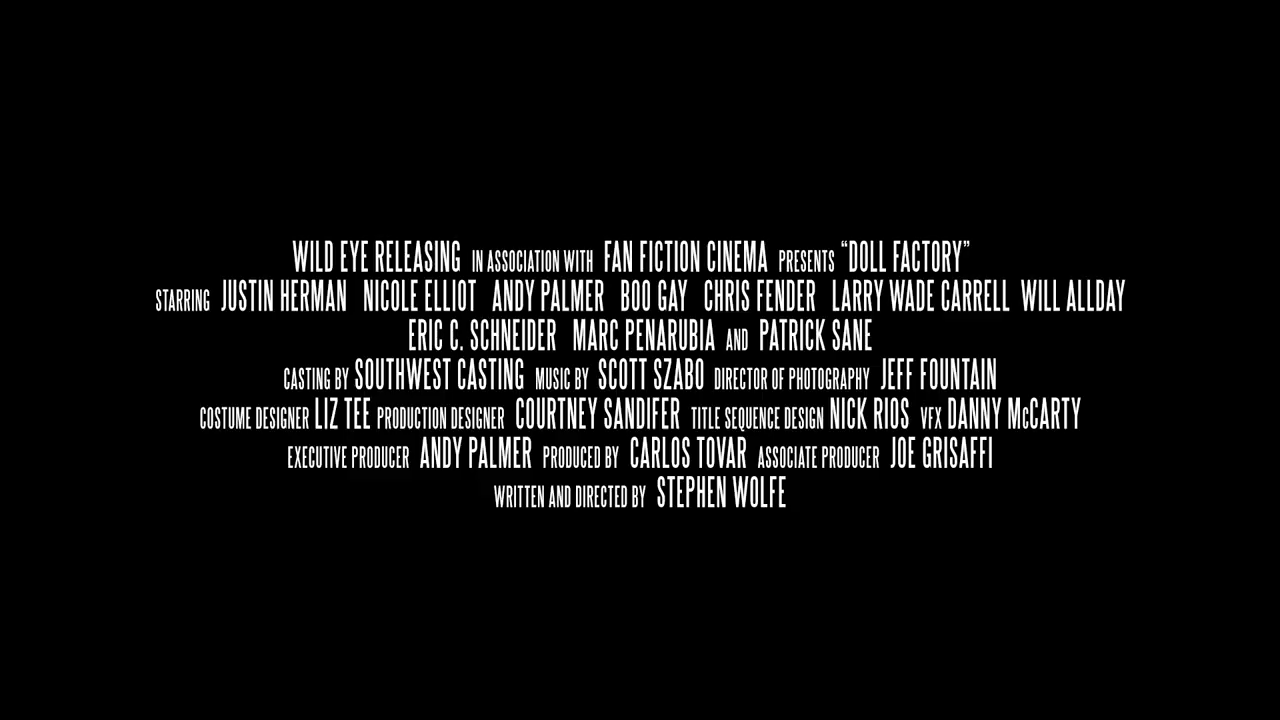 WILD EYE RELEASING IN ASSOCIATION WITH FAN FICTION CINEMA PRESENTS “DOLL FACTORY”
STARRING JUSTIN HERMAN NICOLE ELLIOT ANDY PALMER BOO GAY CHRIS FENDER LARRY WADE CARRELL WILL ALLDAY
ERIC C. SCHNEIDER MARC PENARUBIA AND PATRICK SANE
CASTING BY SOUTHWEST CASTING MUSIC BY SCOTT SZABO DIRECTOR OF PHOTOGRAPHY JEFF FOUNTAIN
COSTUME DESIGNER LIZ TEE PRODUCTION DESIGNER COURTNEY SANDIFER TITLE SEQUENCE DESIGN NICK RIOS VFX DANNY McCARTY
EXECUTIVE PRODUCER ANDY PALMER PRODUCED BY CARLOS TOVAR ASSOCIATE PRODUCER JOE GRISAFFI
WRITTEN AND DIRECTED BY STEPHEN WOLFE